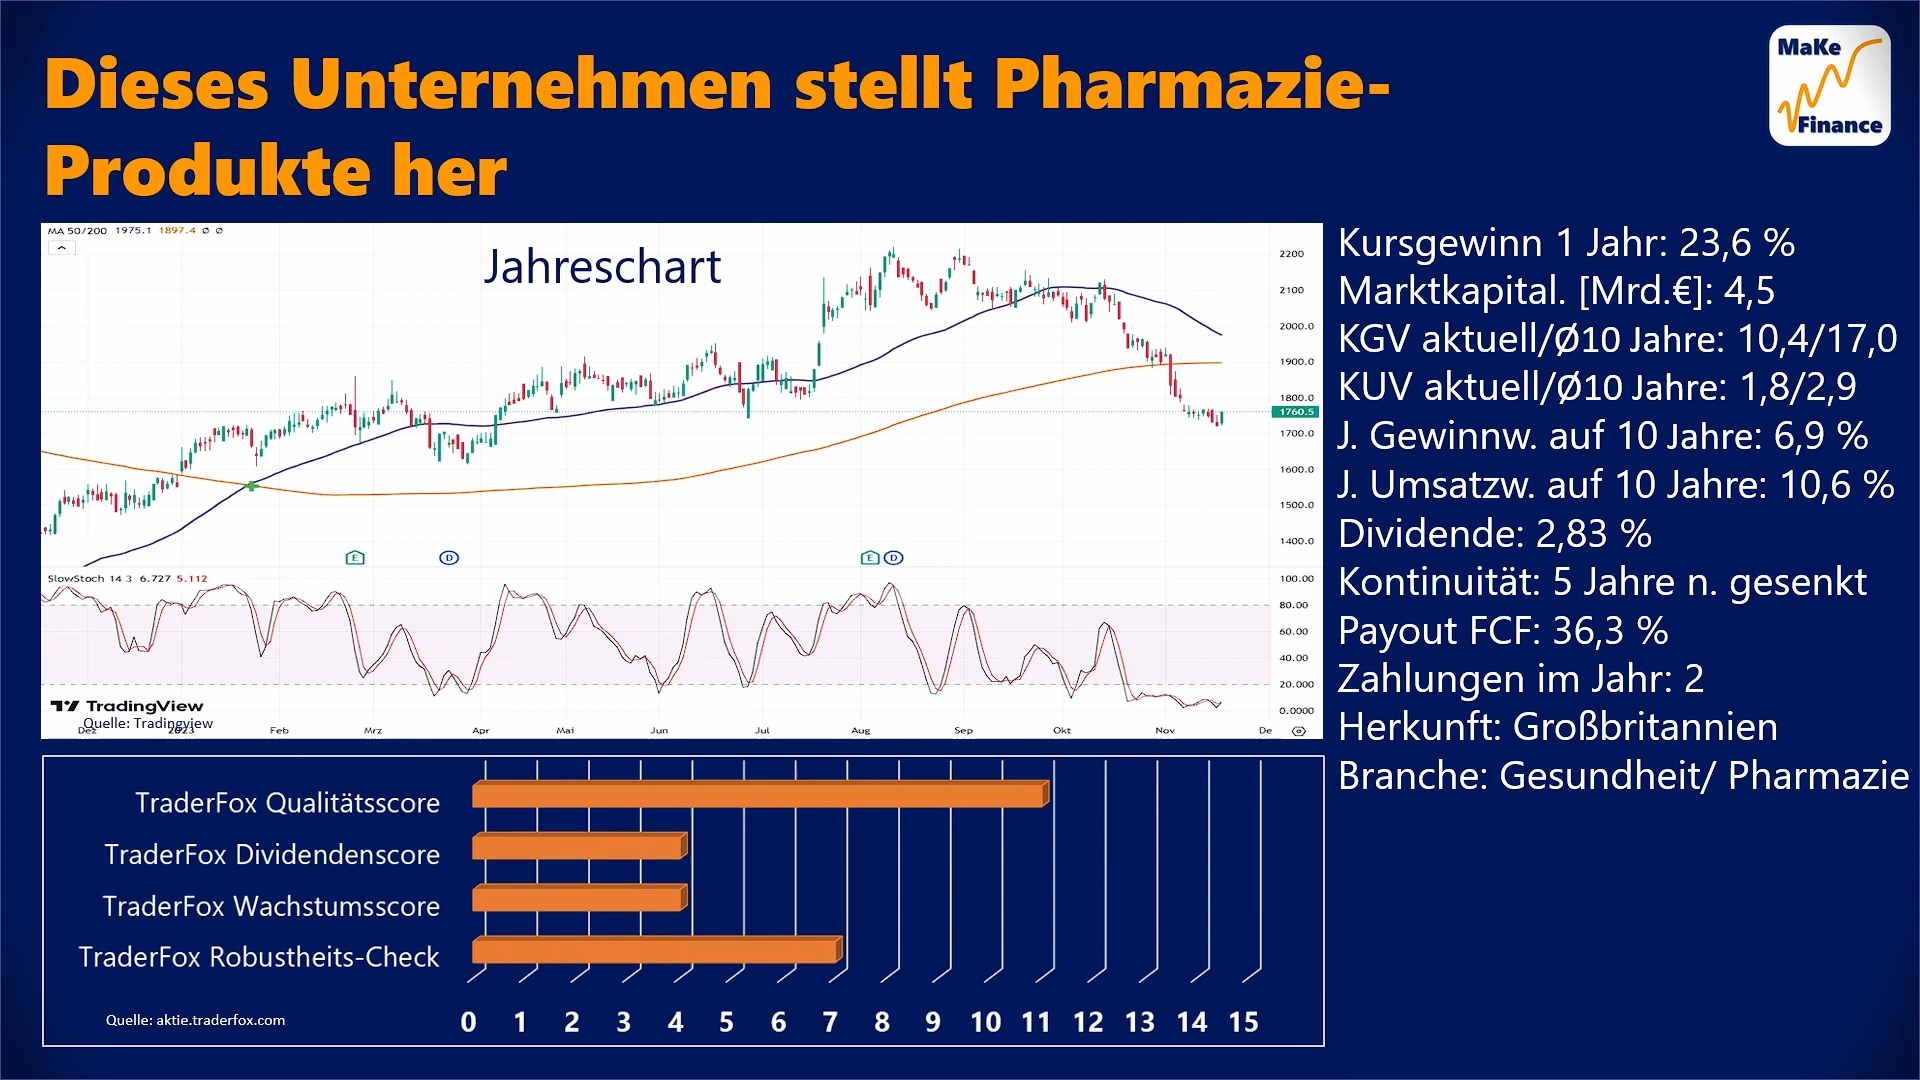 Dieses Unternehmen stellt Pharmazie-
Produkte her
MaKe
Finance
MA 50/200 1975.1 1897.4 Ø Ø
Jahreschart
2200
2100
2000.0
1900.0
1800.0
1760.5
1700.0
1600.0
1500.0
1400.0
E
D
E
D
SlowStoch 14 3 6.727 5.112
100.00
80.00
60.00
40.00
20.000
0.0000
TradingView
Quelle: Tradingview
Dez 2023 Feb Mrz Apr Mai Jun Jul Aug Sep Okt Nov De
Kursgewinn 1 Jahr: 23,6 %
Marktkapital. [Mrd.€]: 4,5
KGV aktuell/Ø10 Jahre: 10,4/17,0
KUV aktuell/Ø10 Jahre: 1,8/2,9
J. Gewinnw. auf 10 Jahre: 6,9 %
J. Umsatzw. auf 10 Jahre: 10,6 %
Dividende: 2,83 %
Kontinuität: 5 Jahre n. gesenkt
Payout FCF: 36,3 %
Zahlungen im Jahr: 2
Herkunft: Großbritannien
Branche: Gesundheit/ Pharmazie
TraderFox Qualitätsscore
TraderFox Dividendenscore
TraderFox Wachstumsscore
TraderFox Robustheits-Check
0 1 2 3 4 5 6 7 8 9 10 11 12 13 14 15
Quelle: aktie.traderfox.com